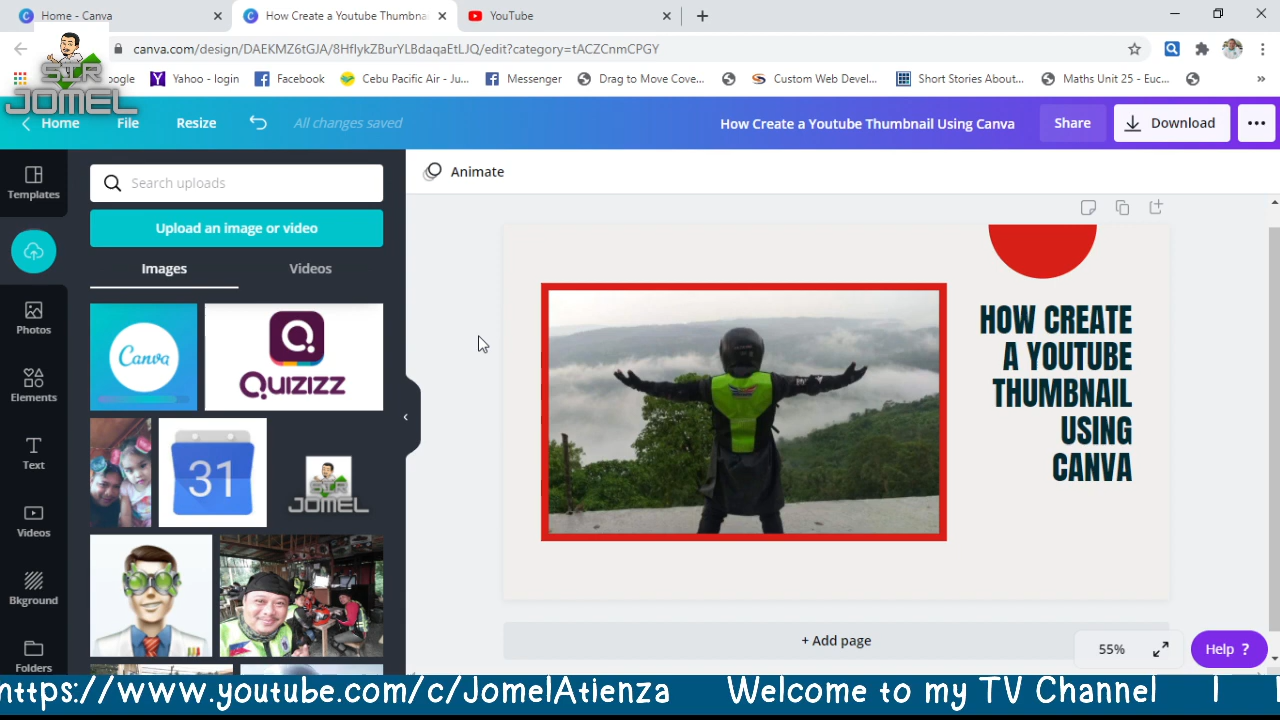 Home - Canva
How Create a Youtube Thumbna
YouTube
canva.com/design/DAEKMZ6tGJA/8HflykZBurYLBdaqaEtLJQ/edit?category=tACZCnmCPGY
ogle
Yahoo - login
Facebook
Cebu Pacific Air - Ju...
Messenger
Drag to Move Cove...
Custom Web Devel...
Short Stories About...
Maths Unit 25 - Euc...
»
SIR
JOMEL
Home
File
Resize
All changes saved
How Create a Youtube Thumbnail Using Canva
Share
Download
Templates
Photos
Elements
Text
Videos
Bkground
Folders
Search uploads
Upload an image or video
Images
Videos
Canva
Quizizz
31
SIR
JOMEL
Animate
HOW CREATE
A YOUTUBE
THUMBNAIL
USING
CANVA
+ Add page
55%
Help ?
https://www.youtube.com/c/JomelAtienza Welcome to my TV Channel |